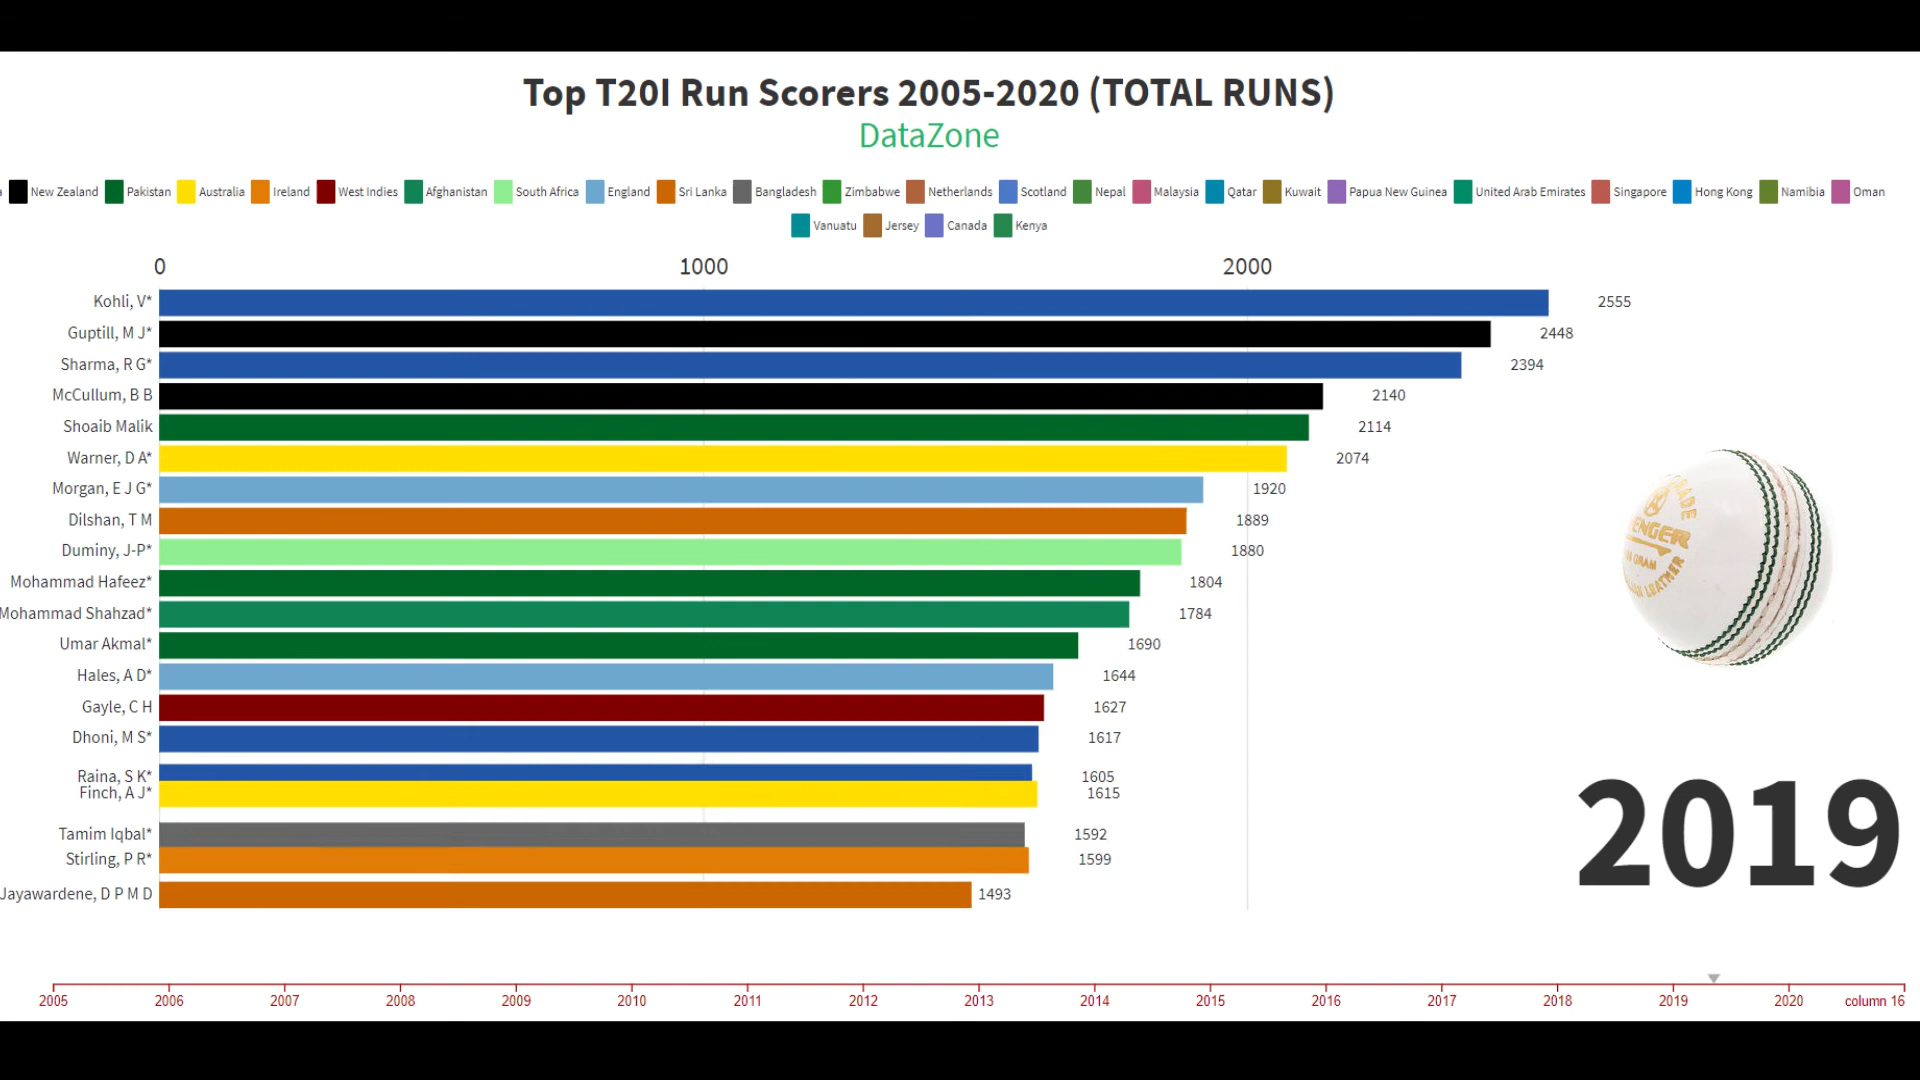 Top T20I Run Scorers 2005-2020 (TOTAL RUNS)
DataZone
New Zealand Pakistan Australia Ireland West Indies Afghanistan South Africa England Sri Lanka Bangladesh Zimbabwe Netherlands Scotland Nepal Malaysia Qatar Kuwait Papua New Guinea United Arab Emirates Singapore Hong Kong Namibia Oman
Vanuatu Jersey Canada Kenya
0 1000 2000
Kohli, V* 2555
Guptill, M J* 2448
Sharma, R G* 2394
McCullum, B B 2140
Shoaib Malik 2114
Warner, D A* 2074
Morgan, E J G* 1920
Dilshan, T M 1889
Duminy, J-P* 1880
Mohammad Hafeez* 1804
Mohammad Shahzad* 1784
Umar Akmal* 1690
Hales, A D* 1644
Gayle, C H 1627
Dhoni, M S* 1617
Raina, S K* 1605
Finch, A J* 1615
Tamim Iqbal* 1592
Stirling, P R* 1599
Jayawardene, D P M D 1493
2019
2005 2006 2007 2008 2009 2010 2011 2012 2013 2014 2015 2016 2017 2018 2019 2020 column 16